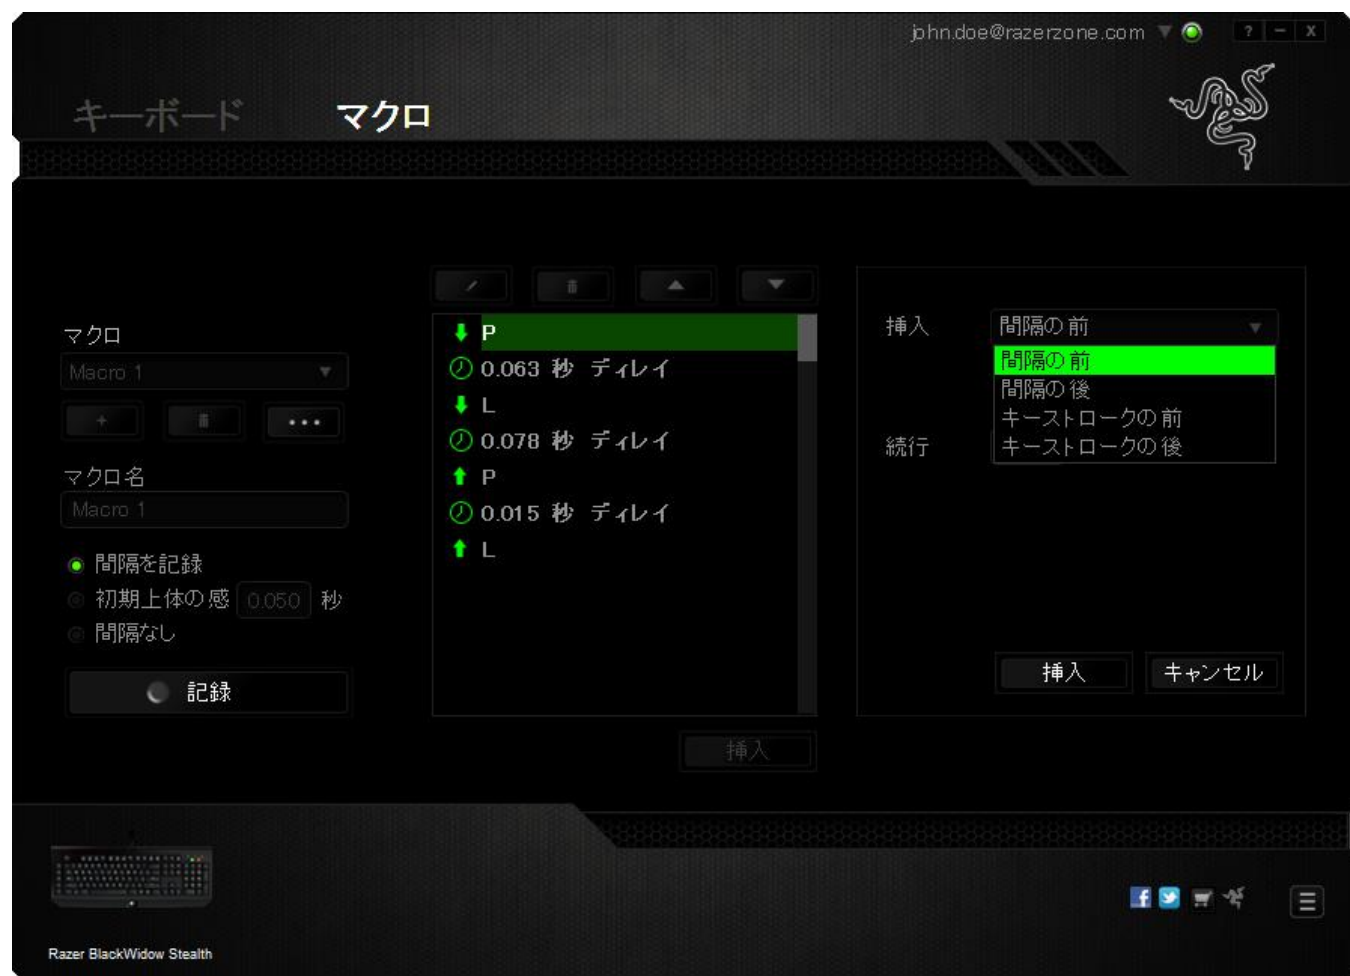 john.doe@razerzone.com
? − X
キーボード マクロ
マクロ
Macro 1
マクロ名
Macro 1
間隔を記録
初期上体の感 0.050 秒
間隔なし
記録
P
0.063 秒 ディレイ
L
0.078 秒 ディレイ
P
0.015 秒 ディレイ
L
挿入
挿入 間隔の前
間隔の前
間隔の後
キーストロークの前
続行
キーストロークの後
挿入 キャンセル
Razer BlackWidow Stealth